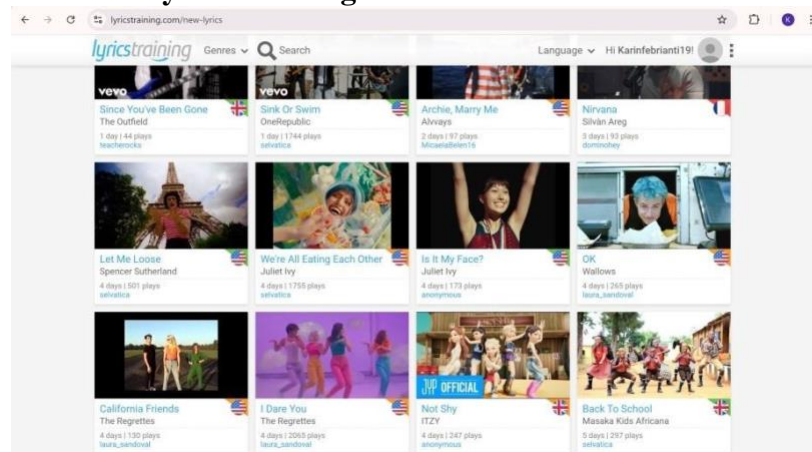 lyricstraining.com/new-lyrics
K
lyricstraining Genres Search Language Hi Karinfebrianti19!
vevo vevo
Since You've Been Gone
The Outfield
1 day | 44 plays
teacherocks
Sink Or Swim
OneRepublic
1 day | 1744 plays
selvatica
Archie, Marry Me
Alvvays
2 days | 97 plays
MicaelaBelen16
Nirvana
Silvàn Areg
3 days | 93 plays
dominohey
Let Me Loose
Spencer Sutherland
4 days | 501 plays
selvatica
We're All Eating Each Other
Juliet Ivy
4 days | 1755 plays
selvatica
Is It My Face?
Juliet Ivy
4 days | 173 plays
anonymous
OK
Wallows
4 days | 265 plays
laura_sandoval
JYP OFFICIAL
California Friends
The Regrettes
4 days | 130 plays
laura_sandoval
I Dare You
The Regrettes
4 days | 2065 plays
laura_sandoval
Not Shy
ITZY
4 days | 247 plays
anonymous
Back To School
Masaka Kids Africana
5 days | 297 plays
selvatica